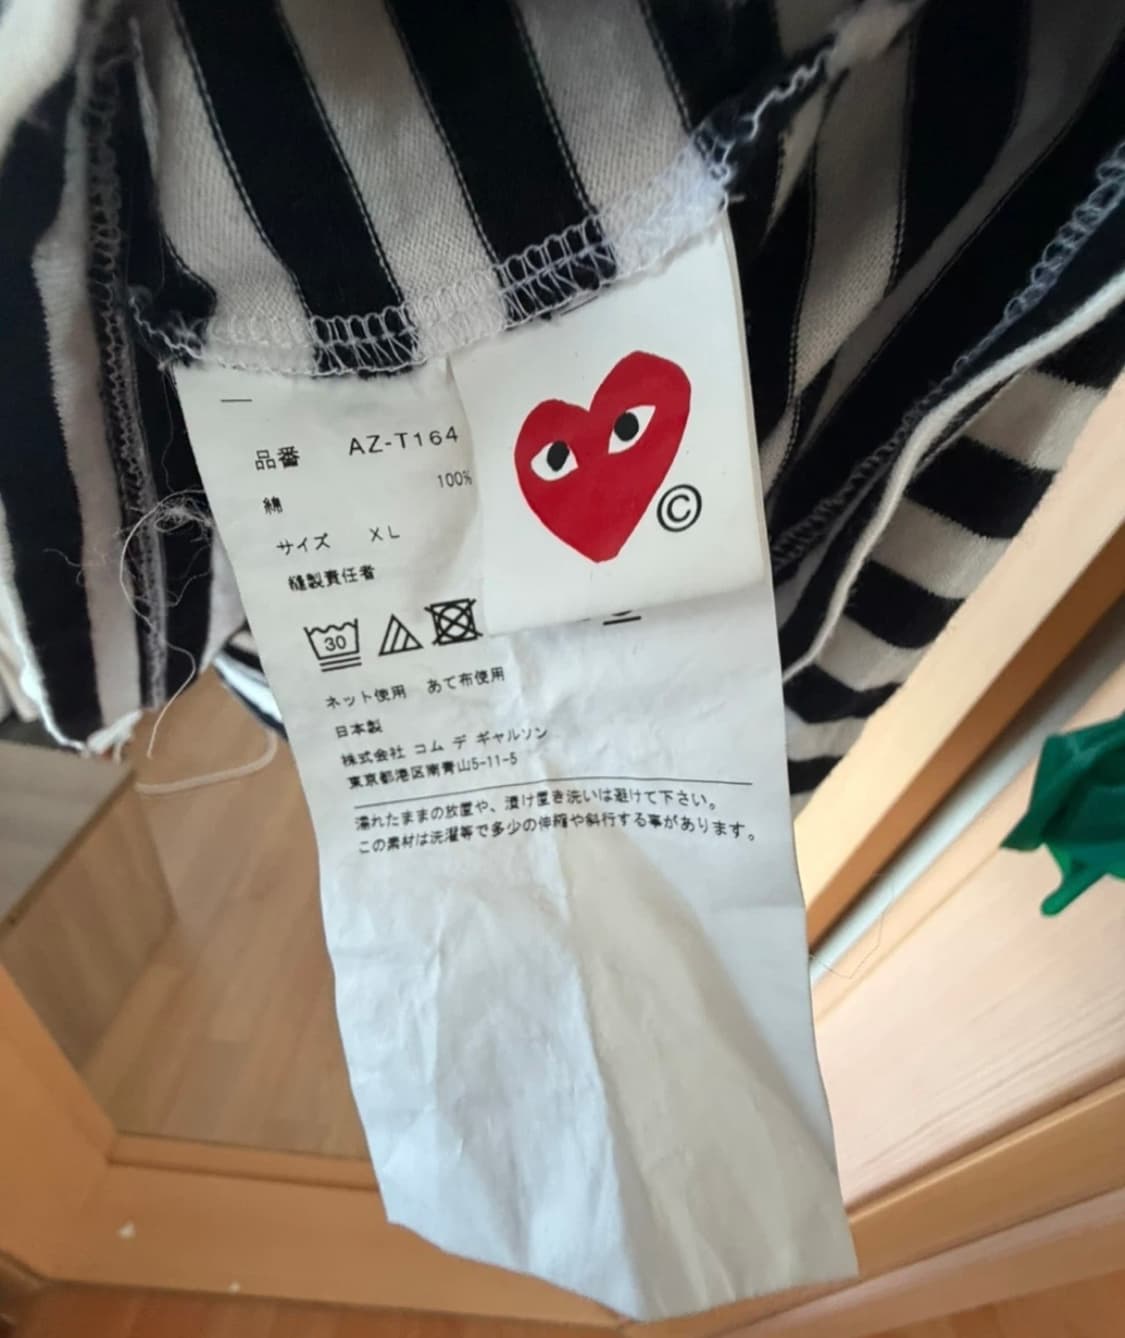 品番 AZ-T164
綿 100%
サイズ XL
縫製責任者
30
ネット使用 あて布使用
日本製
株式会社 コム デ ギャルソン
東京都港区南青山5-11-5
濡れたままの放置や、漬け置き洗いは避けて下さい。
この素材は洗濯等で多少の伸縮や斜行する事があります。
©